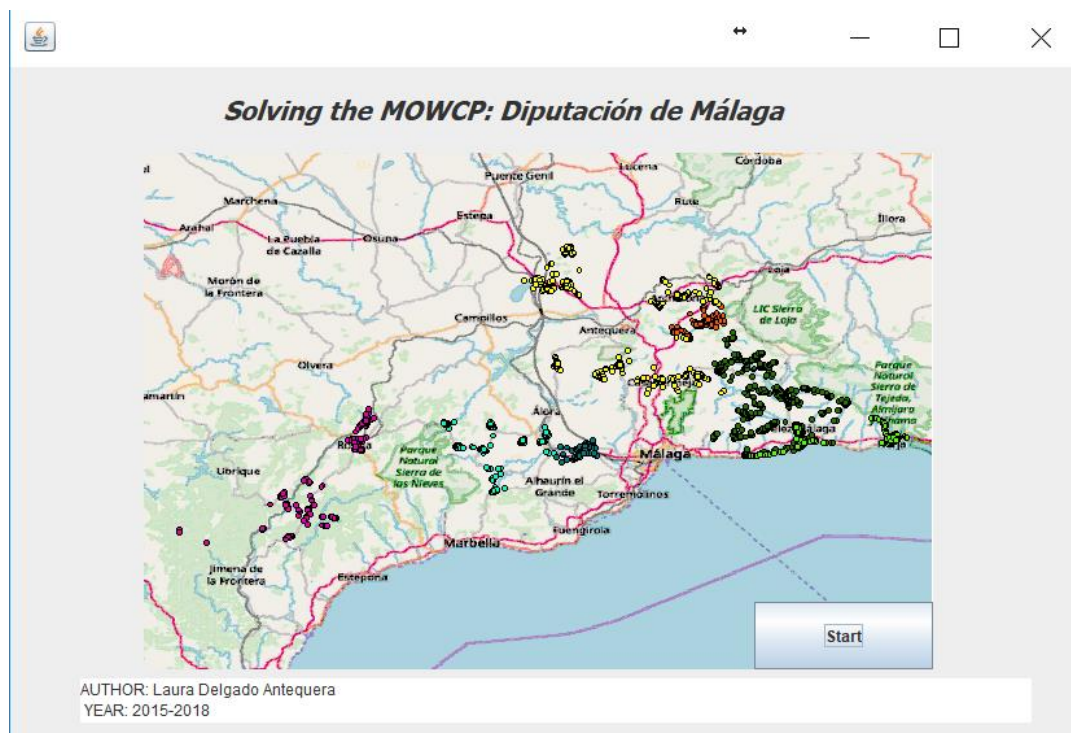 Solving the MOWCP: Diputación de Málaga
Córdoba
Lucena
Puente Genil
Marchena
Rute
Estepa
Illora
Arahal
La Puebla
de Cazalla
Osuna
Loja
Morón de
la Frontera
LIC Sierra
de Loja
Campillos
Antequera
Olvera
Parque
Natural
Sierra de
Tejeda,
Almijara
Álora
Málaga
Parque
Natural
Sierra de
las Nieves
Ubrique
Alhaurín el
Grande
Torremolinos
Fuengirola
Marbella
Jimena de
la Frontera
Estepona
Start
AUTHOR: Laura Delgado Antequera
YEAR: 2015-2018